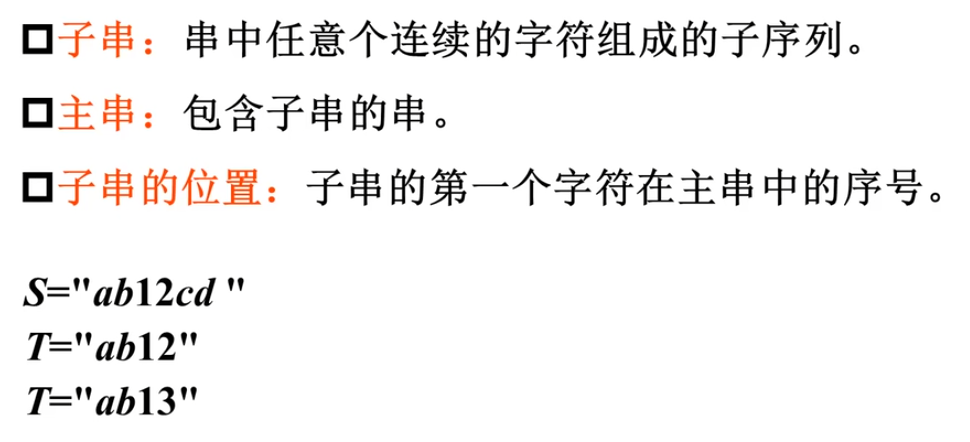 子串：串中任意个连续的字符组成的子序列。
主串：包含子串的串。
子串的位置：子串的第一个字符在主串中的序号。
S="ab12cd "
T="ab12"
T="ab13"